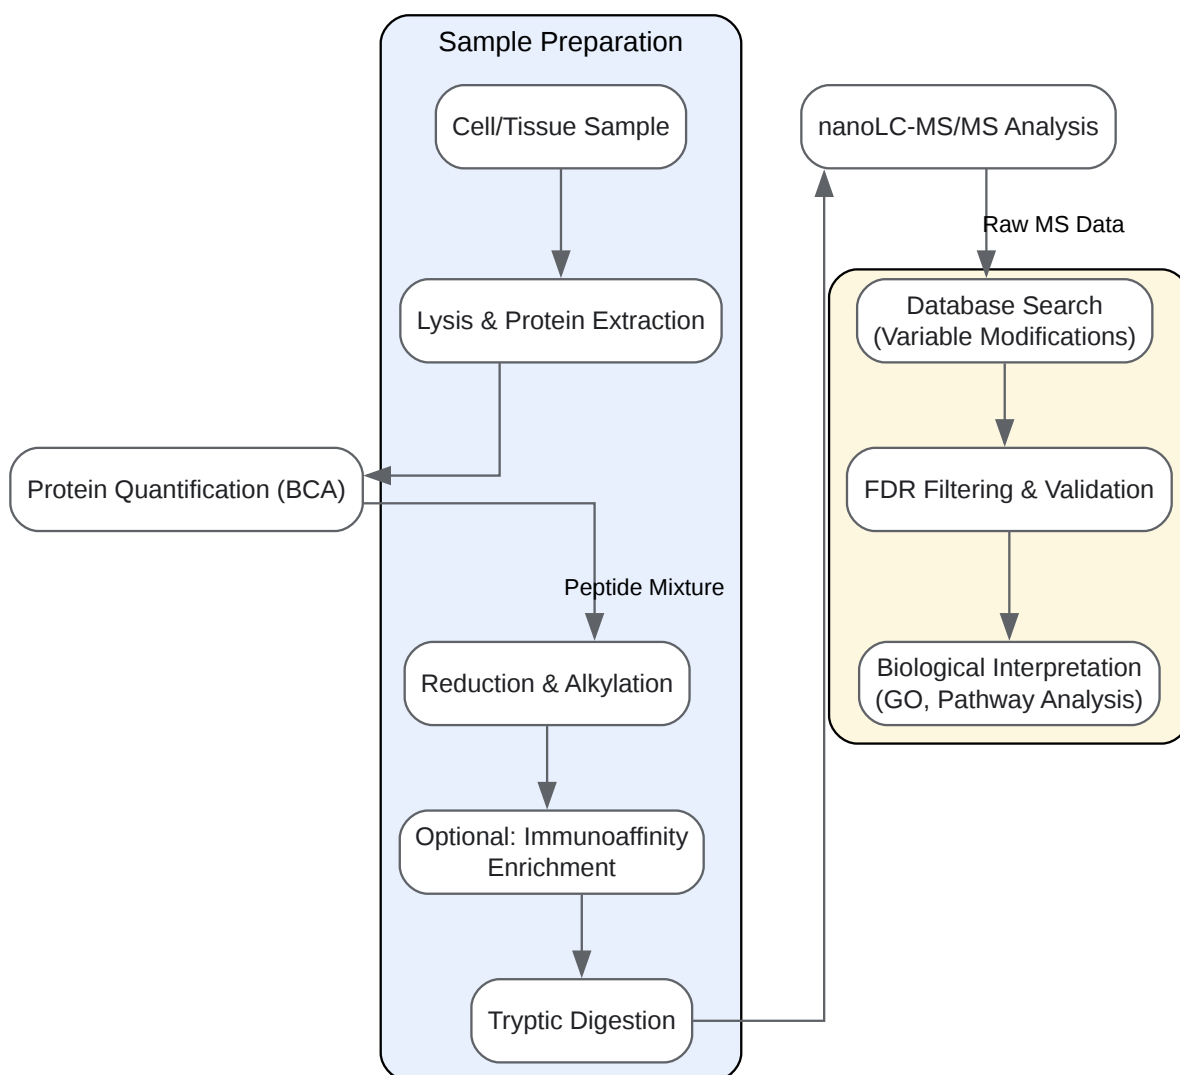 Sample Preparation
Cell/Tissue Sample
Lysis & Protein Extraction
Protein Quantification (BCA)
Peptide Mixture
Reduction & Alkylation
Optional: Immunoaffinity
Enrichment
Tryptic Digestion
nanoLC-MS/MS Analysis
Raw MS Data
Database Search
(Variable Modifications)
FDR Filtering & Validation
Biological Interpretation
(GO, Pathway Analysis)